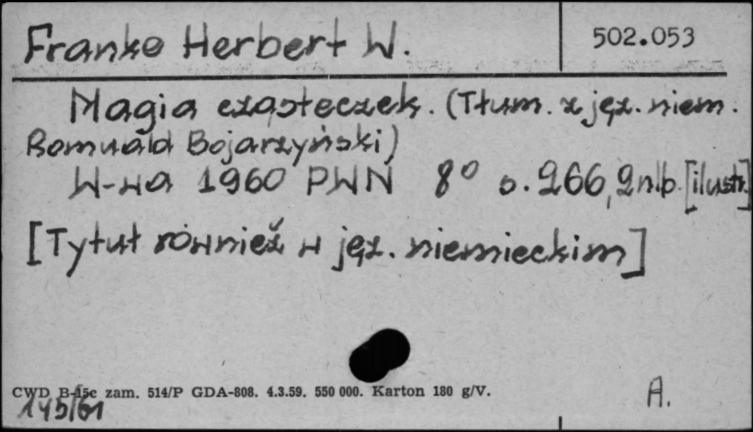 Franke Herbert W.
502.053
Magia cząsteczek. (Tłum. z jęz. niem.
Romuald Bojarzyński)
W-wa 1960 PWN 8° s. 266, 2 nlb. [ilustr.]
[Tytuł również w jęz. niemieckim]
CWD B-15c zam. 514/P GDA-808. 4.3.59. 550 000. Karton 180 g/V.
145/61
A.